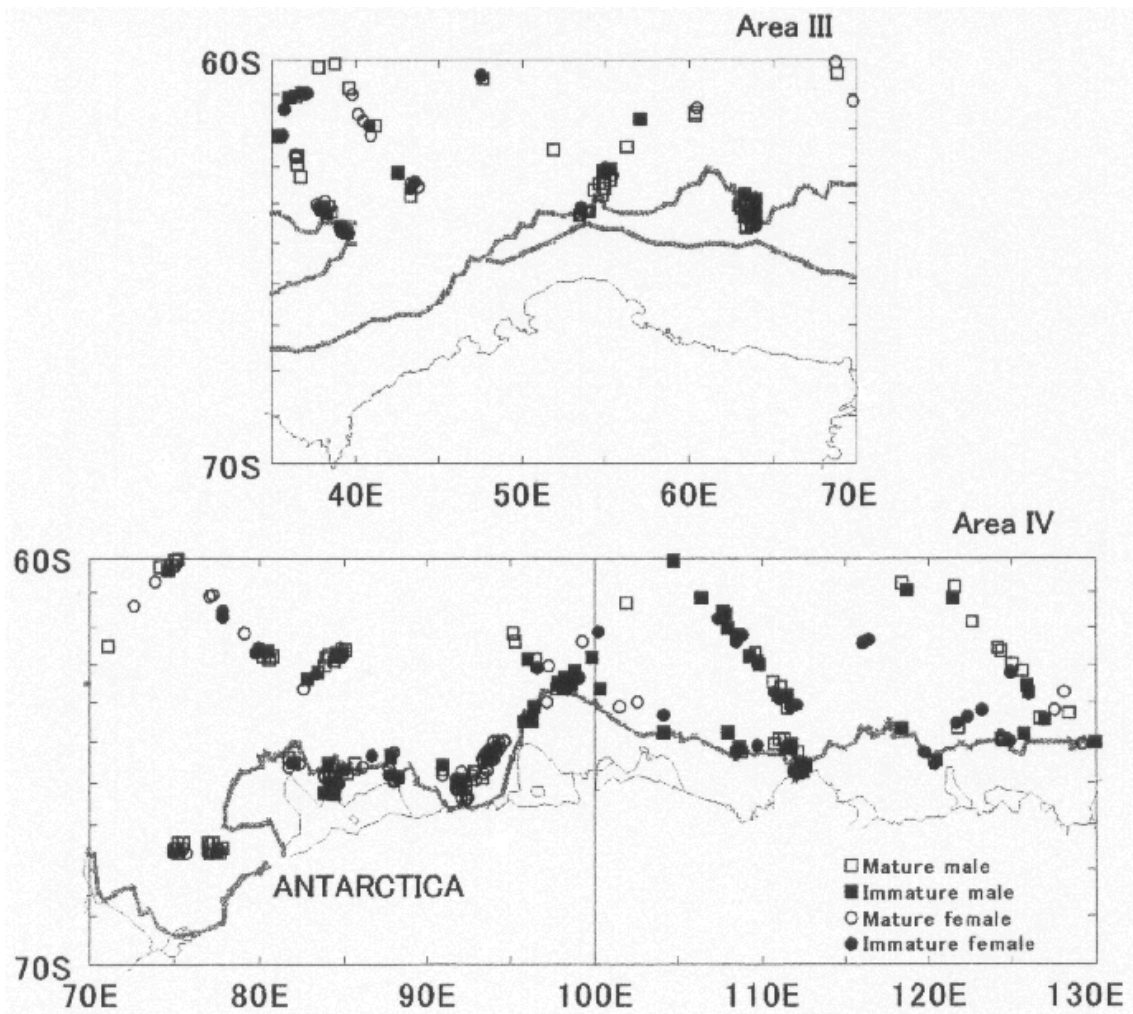 Area III
60S
70S
40E 50E 60E 70E
Area IV
60S
ANTARCTICA
Mature male
Immature male
Mature female
Immature female
70S
70E 80E 90E 100E 110E 120E 130E